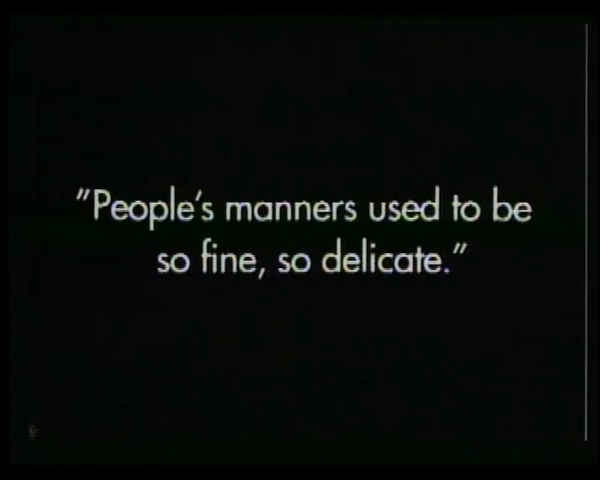 "People's manners used to be
so fine, so delicate."